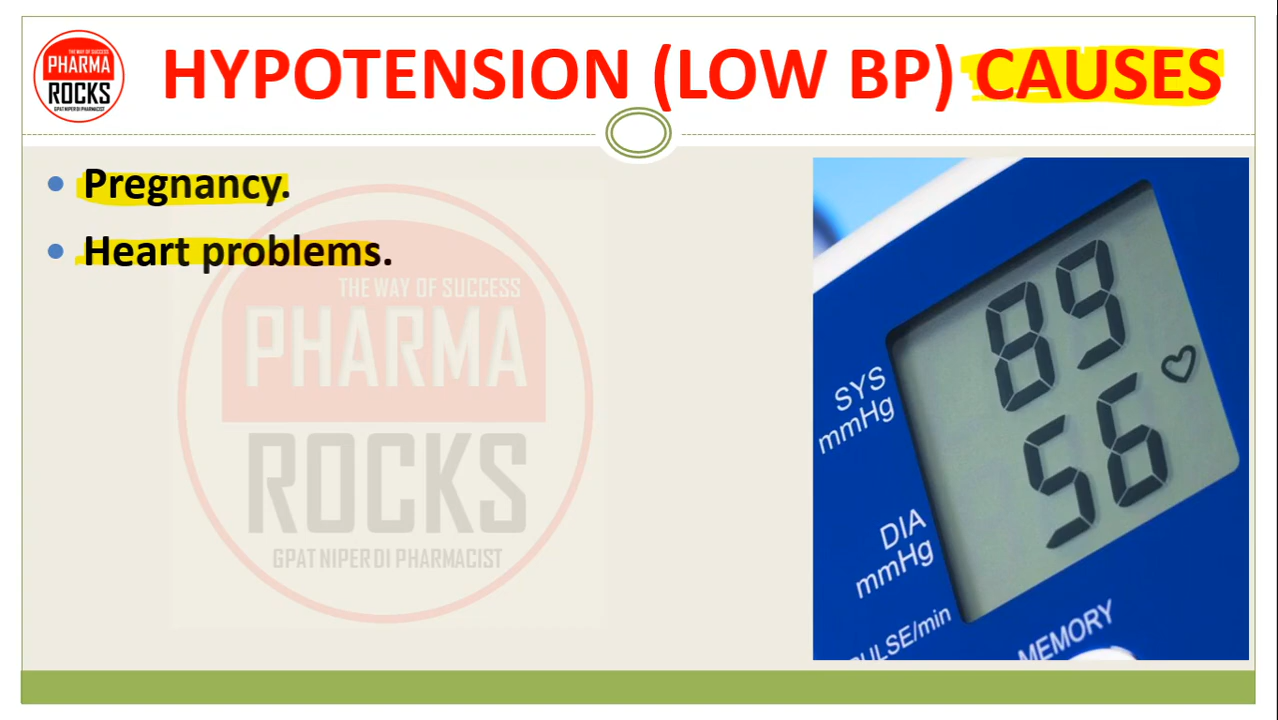 THE WAY OF SUCCESS
PHARMA
ROCKS
GPAT NIPER DI PHARMACIST
HYPOTENSION (LOW BP) CAUSES
• Pregnancy.
• Heart problems.
THE WAY OF SUCCESS
PHARMA
ROCKS
GPAT NIPER DI PHARMACIST
89
SYS
mmHg
56
DIA
mmHg
PULSE/min
MEMORY